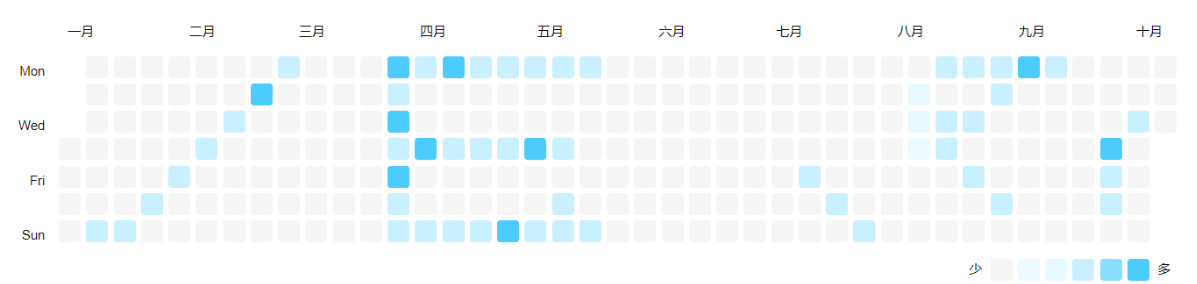 一月 二月 三月 四月 五月 六月 七月 八月 九月 十月
Mon
Wed
Fri
Sun
少 多